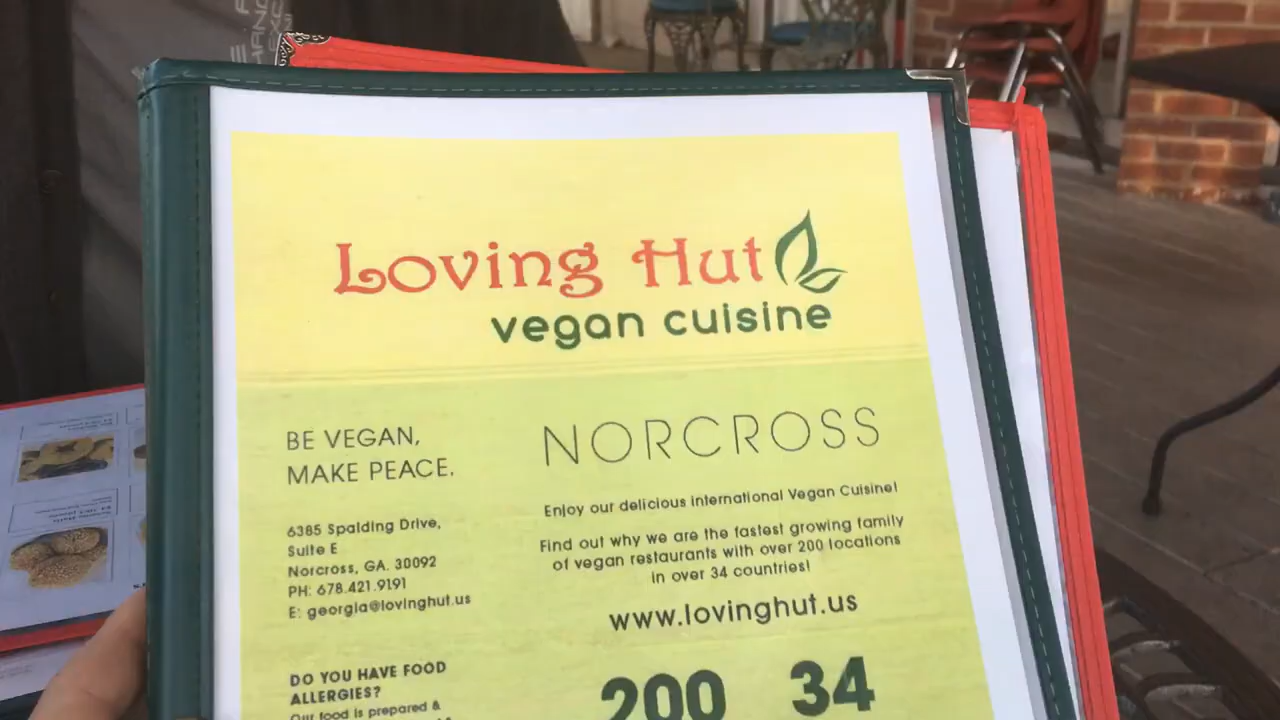 Loving Hut
vegan cuisine
BE VEGAN,
MAKE PEACE.
6385 Spalding Drive,
Suite E
Norcross, GA. 30092
PH: 678.421.9191
E: georgia@lovinghut.us
DO YOU HAVE FOOD
ALLERGIES?
Our food is prepared &
NORCROSS
Enjoy our delicious international Vegan Cuisine!
Find out why we are the fastest growing family
of vegan restaurants with over 200 locations
in over 34 countries!
www.lovinghut.us
200 34